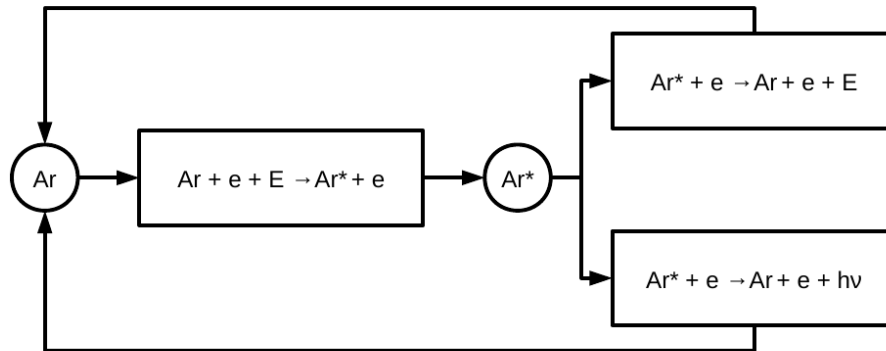 Ar* + e → Ar + e + E
Ar
Ar + e + E → Ar* + e
Ar*
Ar* + e → Ar + e + hν